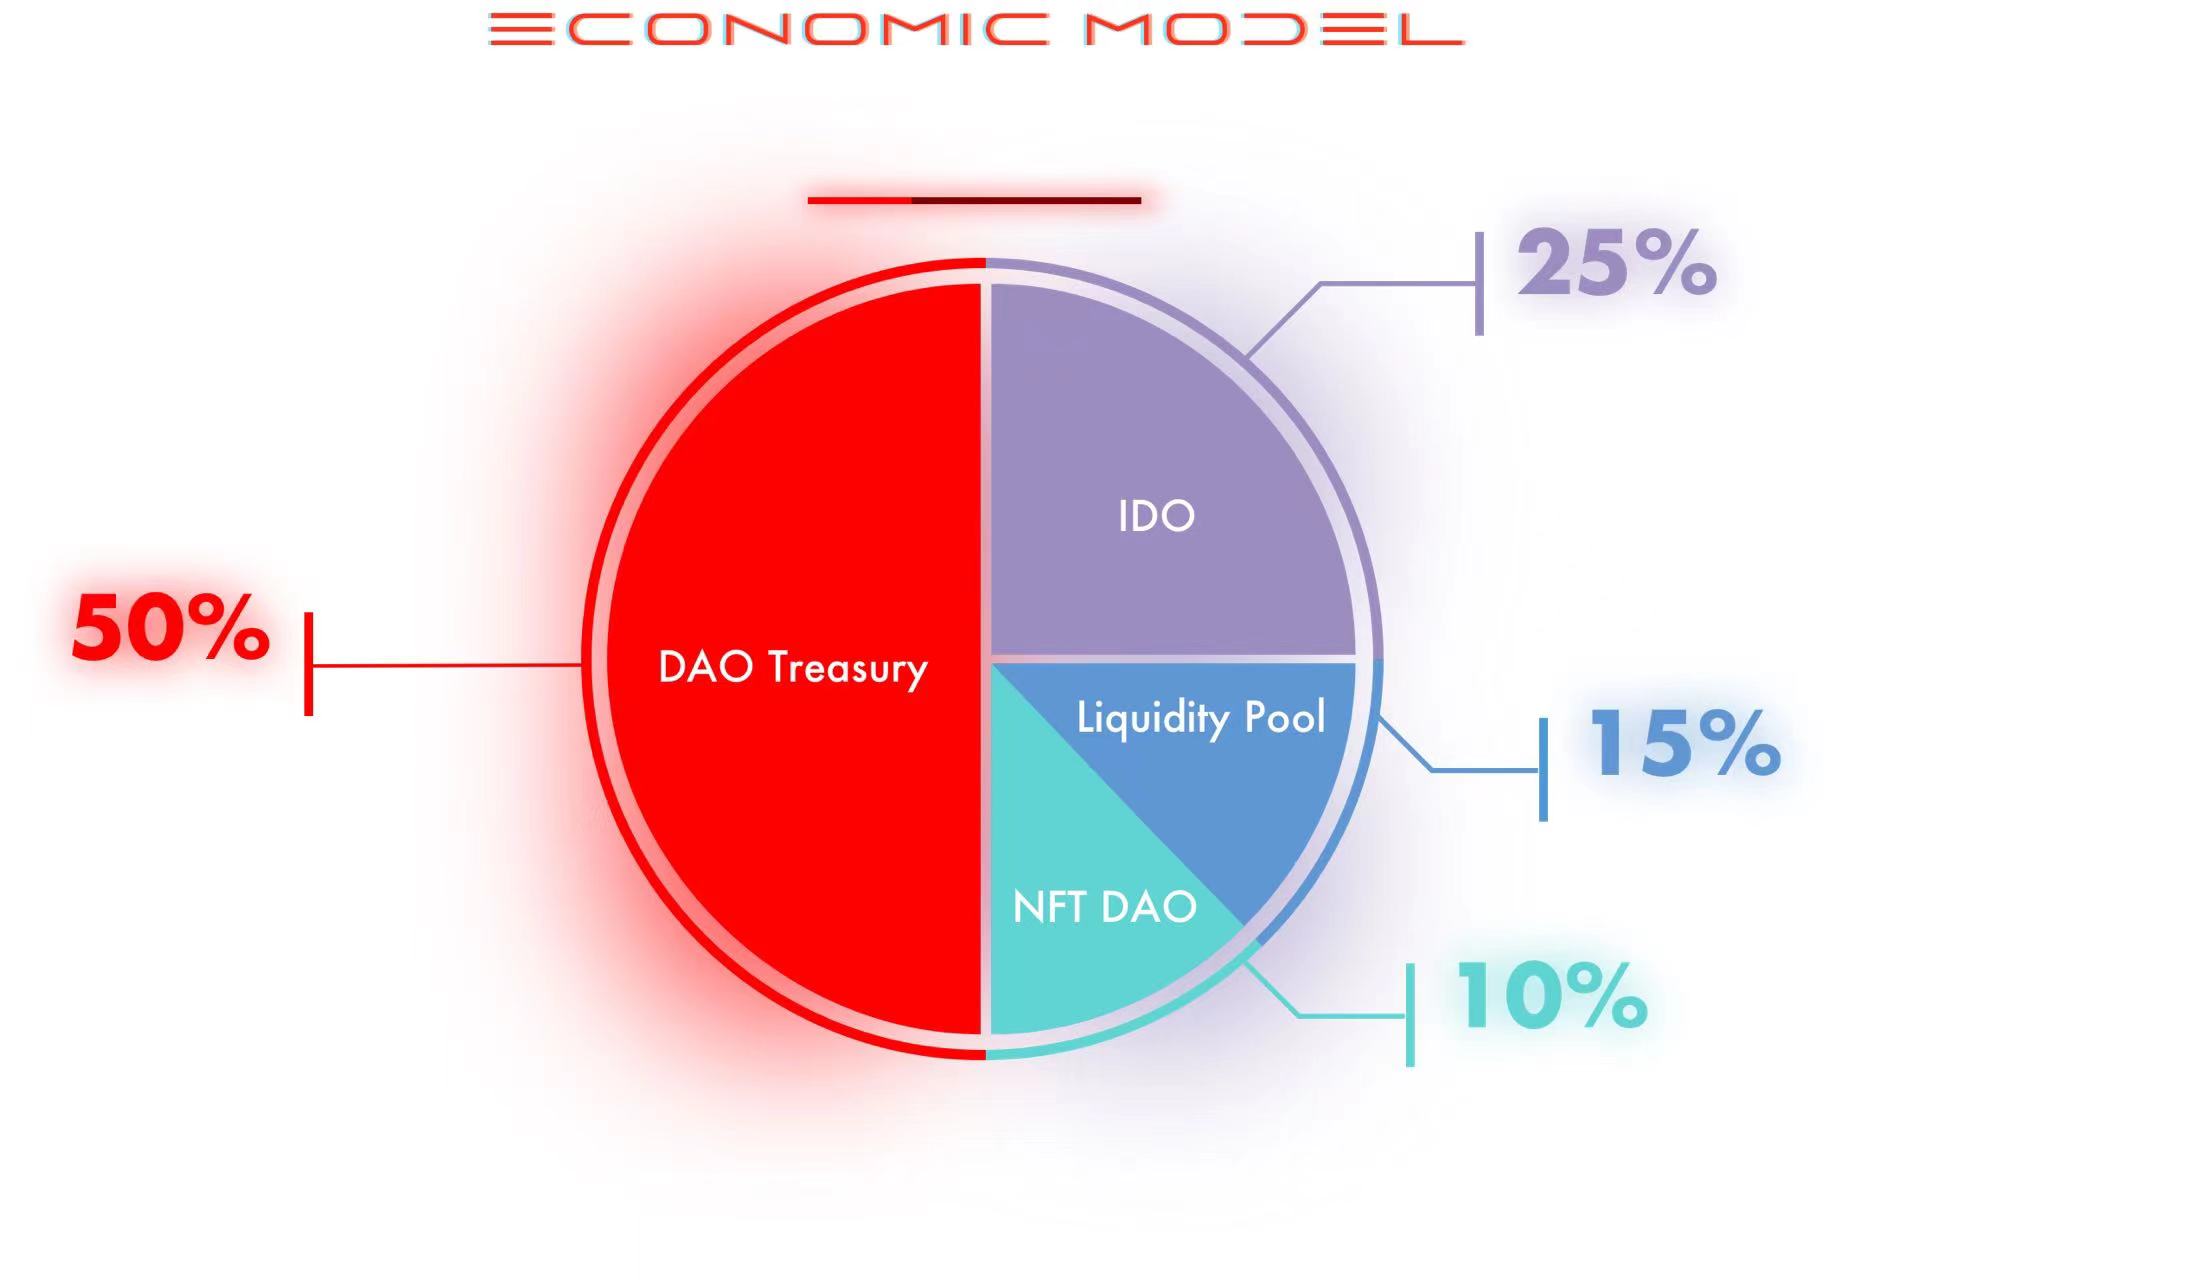 ECONOMIC MODEL
25%
IDO
50%
DAO Treasury
Liquidity Pool
15%
NFT DAO
10%